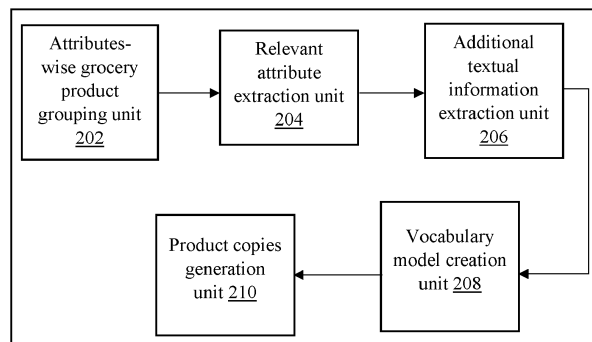 Attributes-
wise grocery
product
grouping unit
202
Relevant
attribute
extraction unit
204
Additional
textual
information
extraction unit
206
Vocabulary
model creation
unit 208
Product copies
generation
unit 210